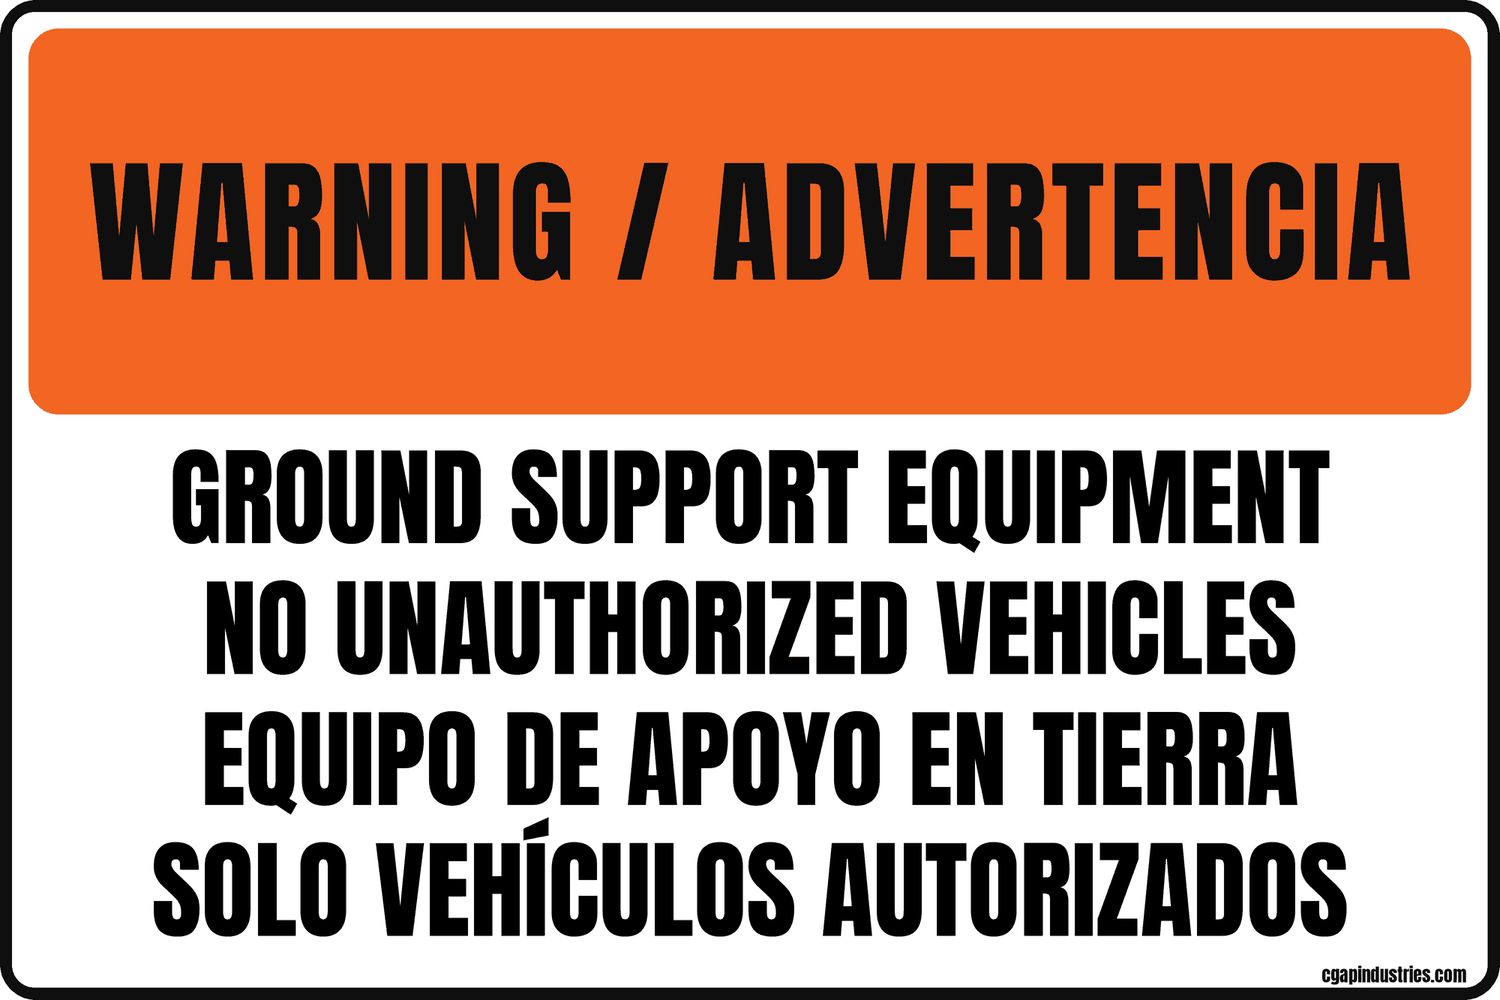 WARNING / ADVERTENCIA
GROUND SUPPORT EQUIPMENT
NO UNAUTHORIZED VEHICLES
EQUIPO DE APOYO EN TIERRA
SOLO VEHÍCULOS AUTORIZADOS
cgapindustries.com